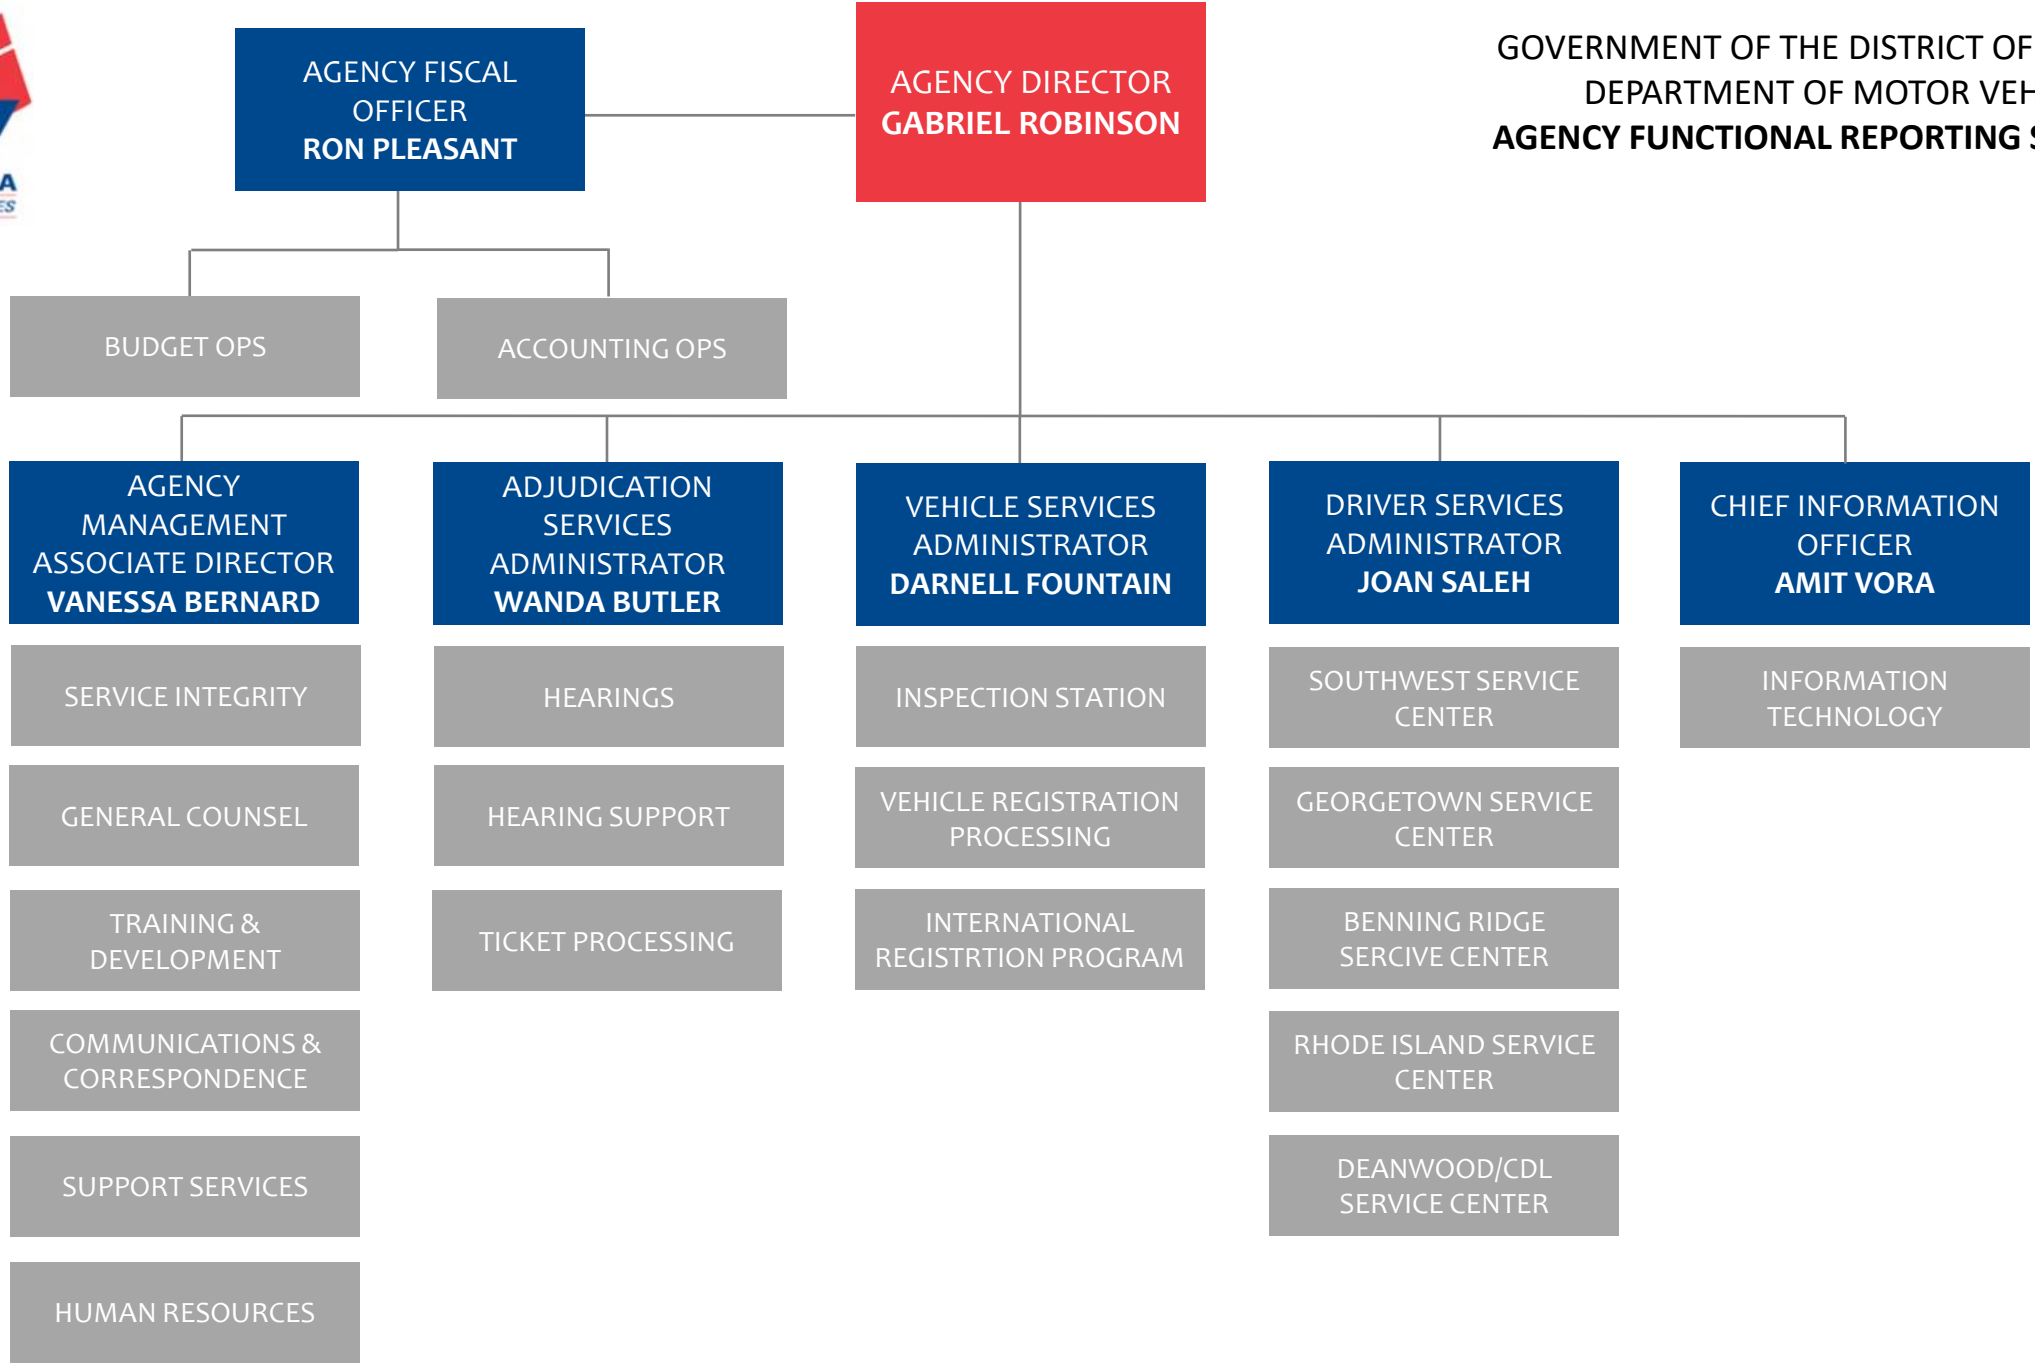 A
ES
AGENCY FISCAL
OFFICER
RON PLEASANT
AGENCY DIRECTOR
GABRIEL ROBINSON
GOVERNMENT OF THE DISTRICT OF
DEPARTMENT OF MOTOR VEH
AGENCY FUNCTIONAL REPORTING S
BUDGET OPS
ACCOUNTING OPS
AGENCY
MANAGEMENT
ASSOCIATE DIRECTOR
VANESSA BERNARD
ADJUDICATION
SERVICES
ADMINISTRATOR
WANDA BUTLER
VEHICLE SERVICES
ADMINISTRATOR
DARNELL FOUNTAIN
DRIVER SERVICES
ADMINISTRATOR
JOAN SALEH
CHIEF INFORMATION
OFFICER
AMIT VORA
SERVICE INTEGRITY
GENERAL COUNSEL
TRAINING &
DEVELOPMENT
COMMUNICATIONS &
CORRESPONDENCE
SUPPORT SERVICES
HUMAN RESOURCES
HEARINGS
HEARING SUPPORT
TICKET PROCESSING
INSPECTION STATION
VEHICLE REGISTRATION
PROCESSING
INTERNATIONAL
REGISTRTION PROGRAM
SOUTHWEST SERVICE
CENTER
GEORGETOWN SERVICE
CENTER
BENNING RIDGE
SERCIVE CENTER
RHODE ISLAND SERVICE
CENTER
DEANWOOD/CDL
SERVICE CENTER
INFORMATION
TECHNOLOGY